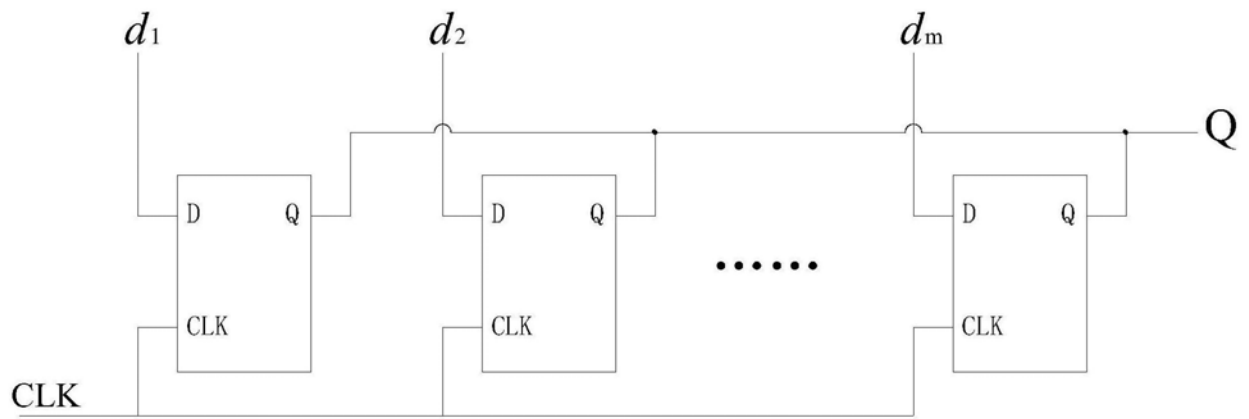 d1 d2 dm
Q
D Q D Q D Q
CLK CLK CLK
CLK